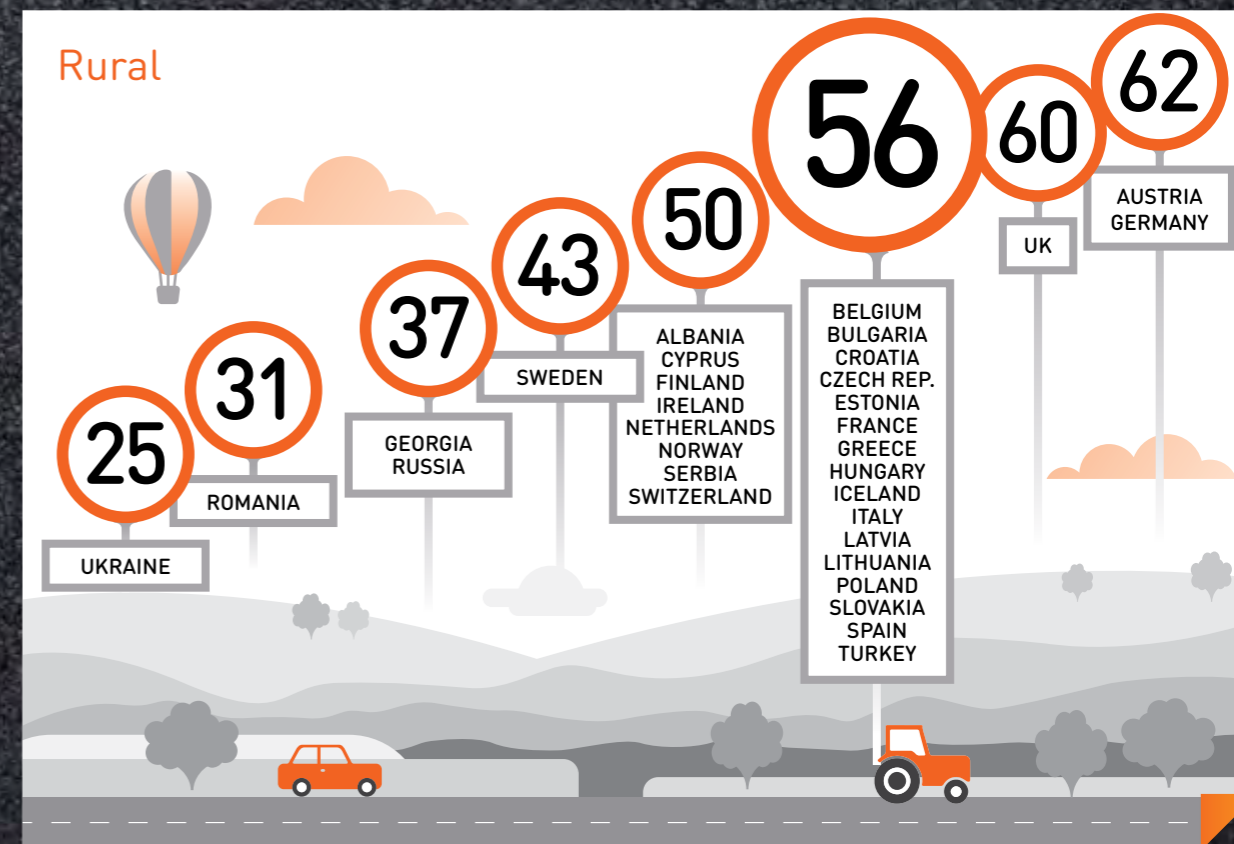 Rural
25
UKRAINE
31
ROMANIA
37
GEORGIA
RUSSIA
43
SWEDEN
50
ALBANIA
CYPRUS
FINLAND
IRELAND
NETHERLANDS
NORWAY
SERBIA
SWITZERLAND
56
BELGIUM
BULGARIA
CROATIA
CZECH REP.
ESTONIA
FRANCE
GREECE
HUNGARY
ICELAND
ITALY
LATVIA
LITHUANIA
POLAND
SLOVAKIA
SPAIN
TURKEY
60
UK
62
AUSTRIA
GERMANY